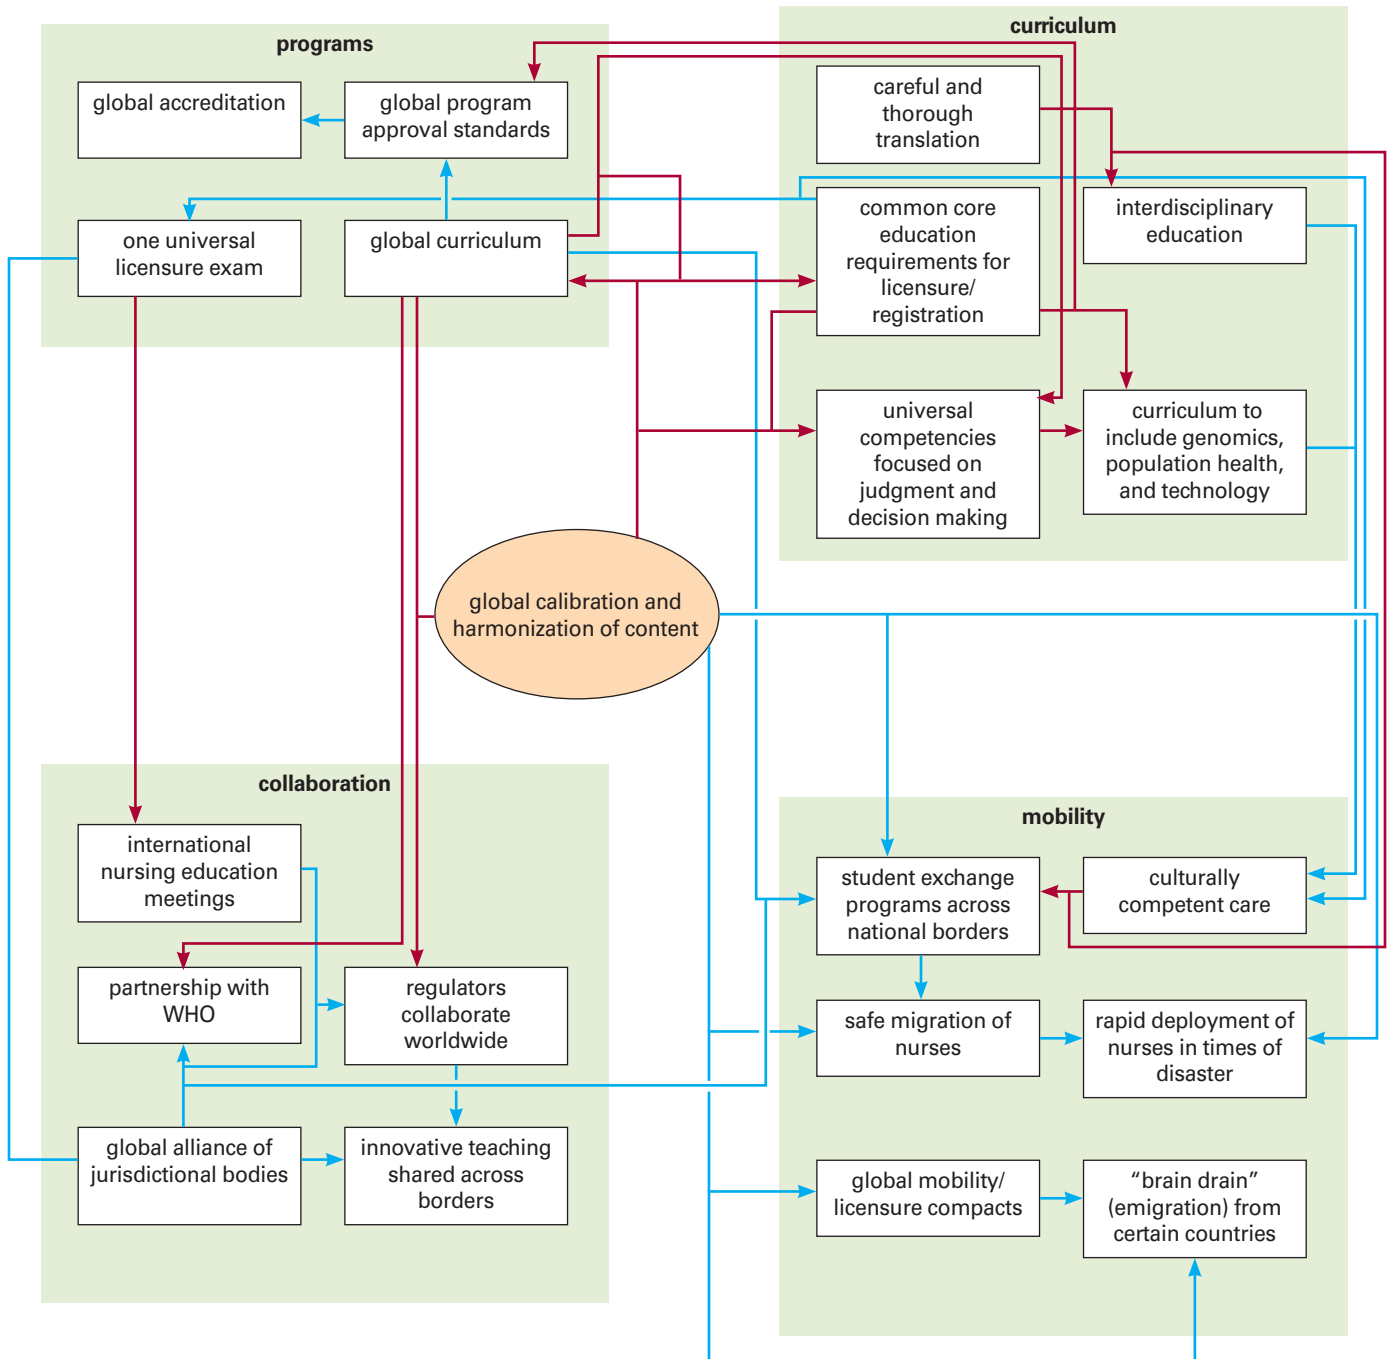 programs
global accreditation
global program
approval standards
one universal
licensure exam
global curriculum
curriculum
careful and
thorough
translation
common core
education
requirements for
licensure/
registration
interdisciplinary
education
universal
competencies
focused on
judgment and
decision making
curriculum to
include genomics,
population health,
and technology
global calibration and
harmonization of content
collaboration
international
nursing education
meetings
partnership with
WHO
regulators
collaborate
worldwide
global alliance of
jurisdictional bodies
innovative teaching
shared across
borders
mobility
student exchange
programs across
national borders
culturally
competent care
safe migration of
nurses
rapid deployment of
nurses in times of
disaster
global mobility/
licensure compacts
“brain drain”
(emigration) from
certain countries